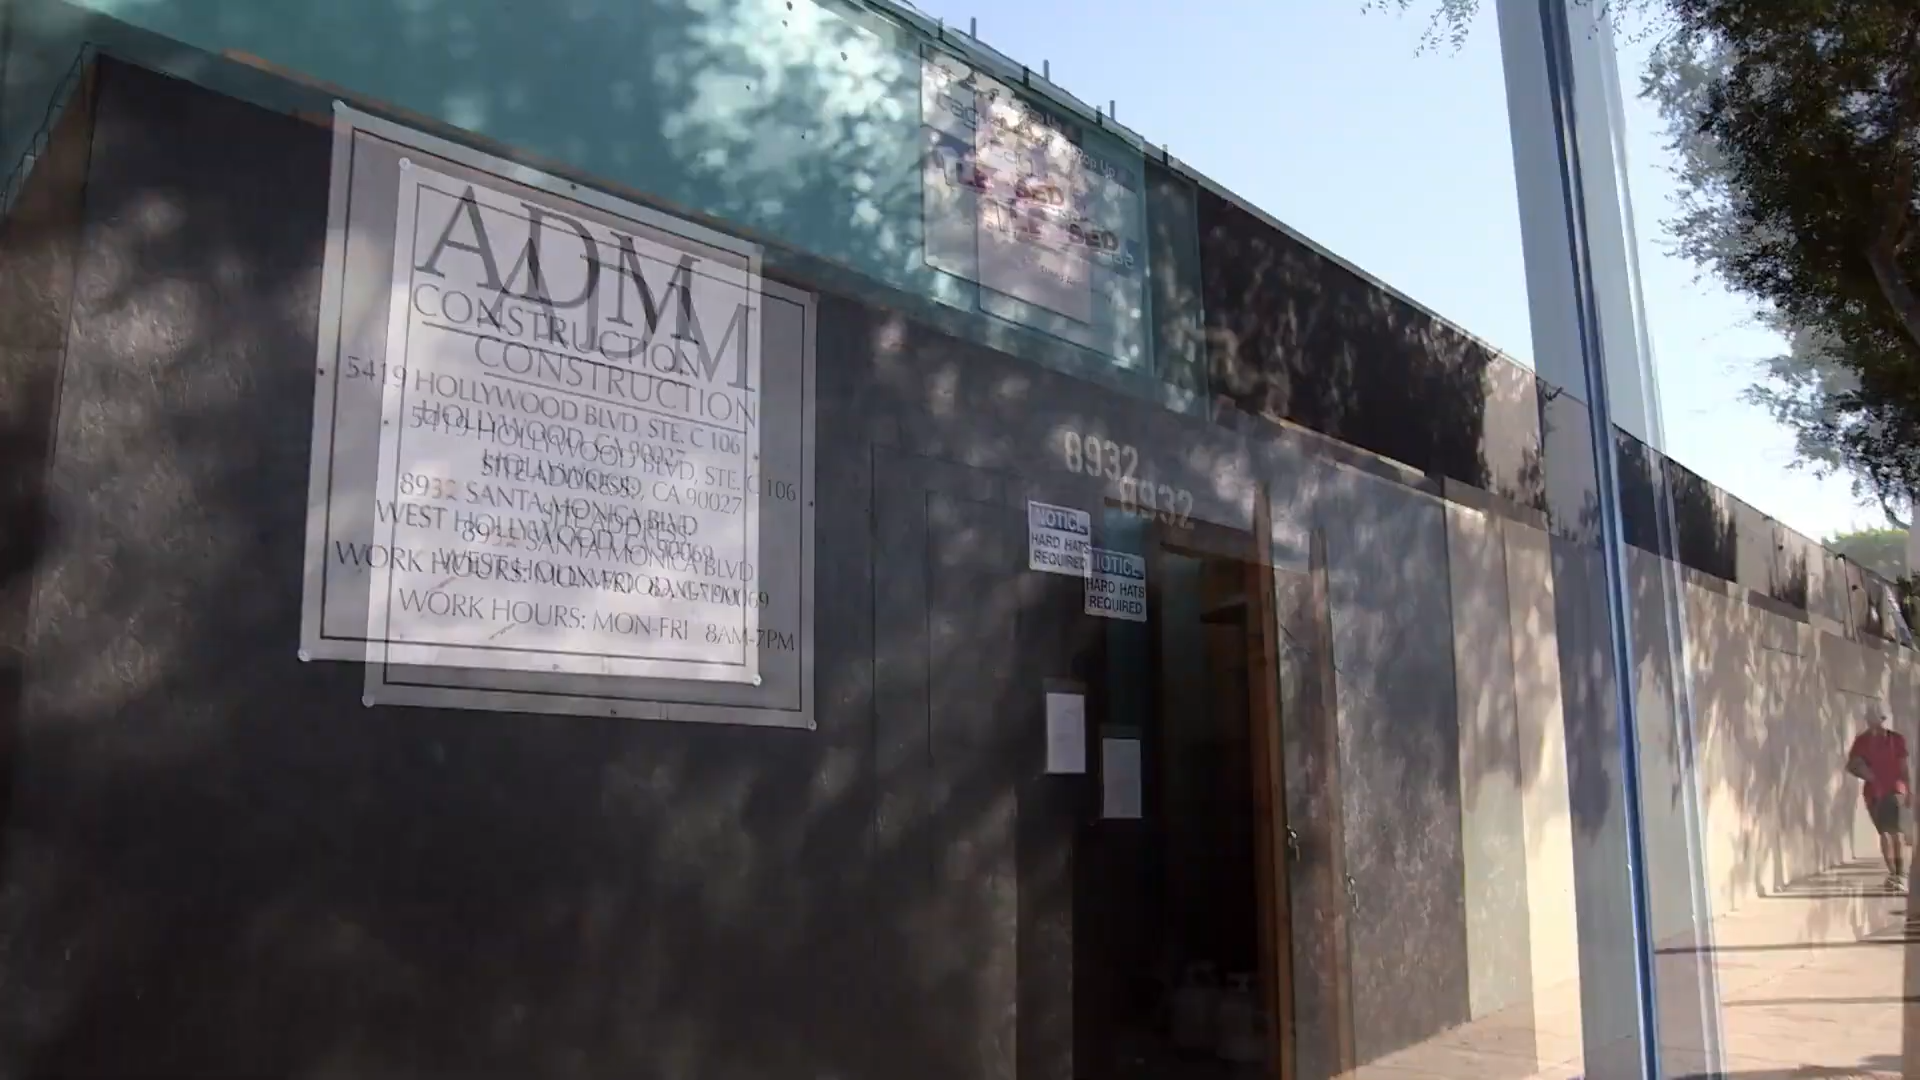 ADM
CONSTRUCTION
5419 HOLLYWOOD BLVD, STE. C 106
HOLLYWOOD, CA 90027
SITE ADDRESS:
8932 SANTA MONICA BLVD
WEST HOLLYWOOD, CA 90069
WORK HOURS: MON-FRI 8AM-7PM
LEASED
8932
NOTICE
HARD HATS
REQUIRED